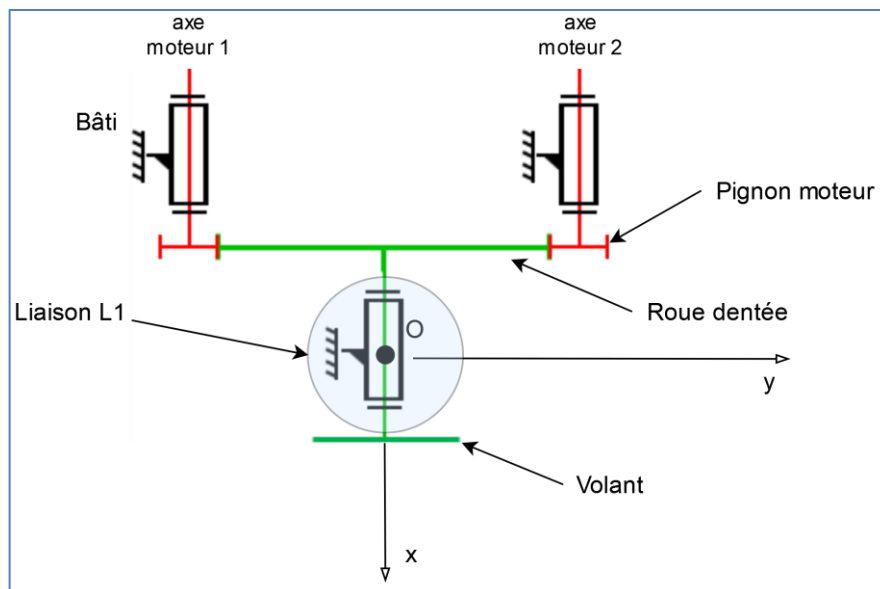 axe
moteur 1
axe
moteur 2
Bâti
Pignon moteur
Liaison L1
O
Roue dentée
y
Volant
x